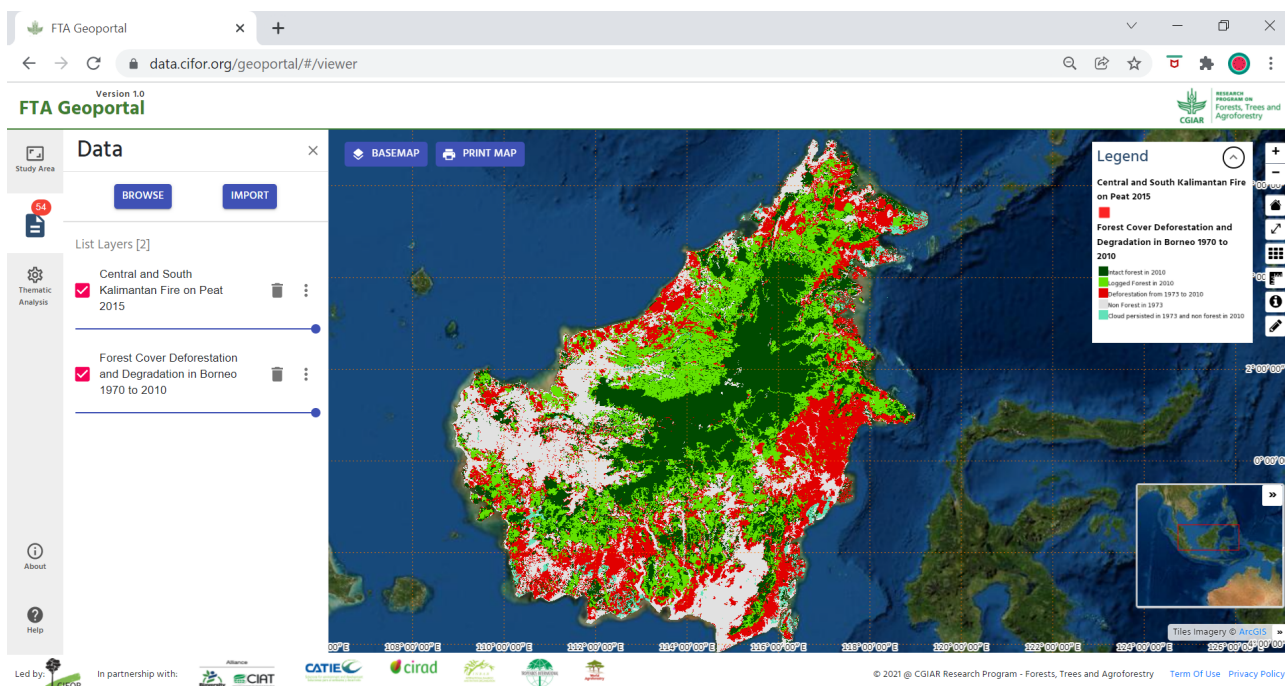 FTA Geoportal
data.cifor.org/geoportal/#/viewer
Version 1.0
FTA Geoportal
CGIAR
RESEARCH
PROGRAM ON
Forests, Trees and
Agroforestry
Study Area
54
Thematic
Analysis
About
Help
Data
BROWSE
IMPORT
List Layers [2]
Central and South
Kalimantan Fire on Peat
2015
Forest Cover Deforestation
and Degradation in Borneo
1970 to 2010
BASEMAP
PRINT MAP
Legend
Central and South Kalimantan Fire
on Peat 2015
Forest Cover Deforestation and
Degradation in Borneo 1970 to
2010
Intact forest in 2010
Logged Forest in 2010
Deforestation from 1973 to 2010
Non Forest in 1973
Cloud persisted in 1973 and non forest in 2010
2°00'00"
Tiles Imagery © ArcGIS
108°00'00"E
110°00'00"E
112°00'00"E
114°00'00"E
116°00'00"E
118°00'00"E
120°00'00"E
122°00'00"E
124°00'00"E
Led by:
CIFOR
In partnership with:
Alliance
CIAT
CATIE
cirad
© 2021 @ CGIAR Research Program - Forests, Trees and Agroforestry
Term Of Use
Privacy Policy